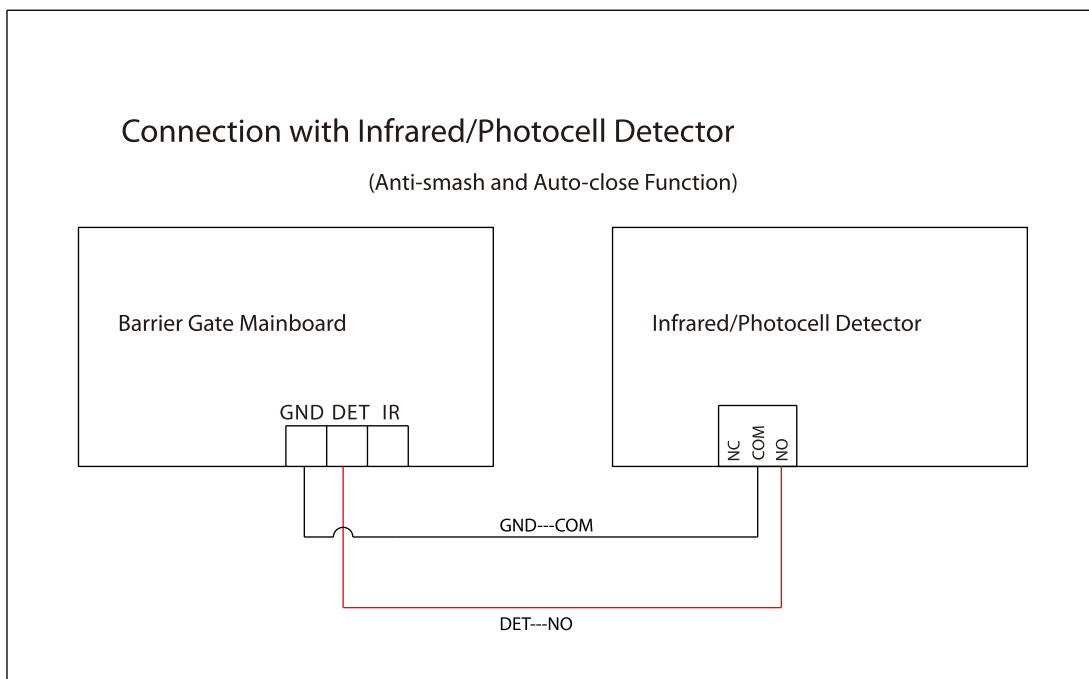 Connection with Infrared/Photocell Detector
(Anti-smash and Auto-close Function)
Barrier Gate Mainboard
Infrared/Photocell Detector
GND DET IR
NC
COM
NO
GND---COM
DET---NO